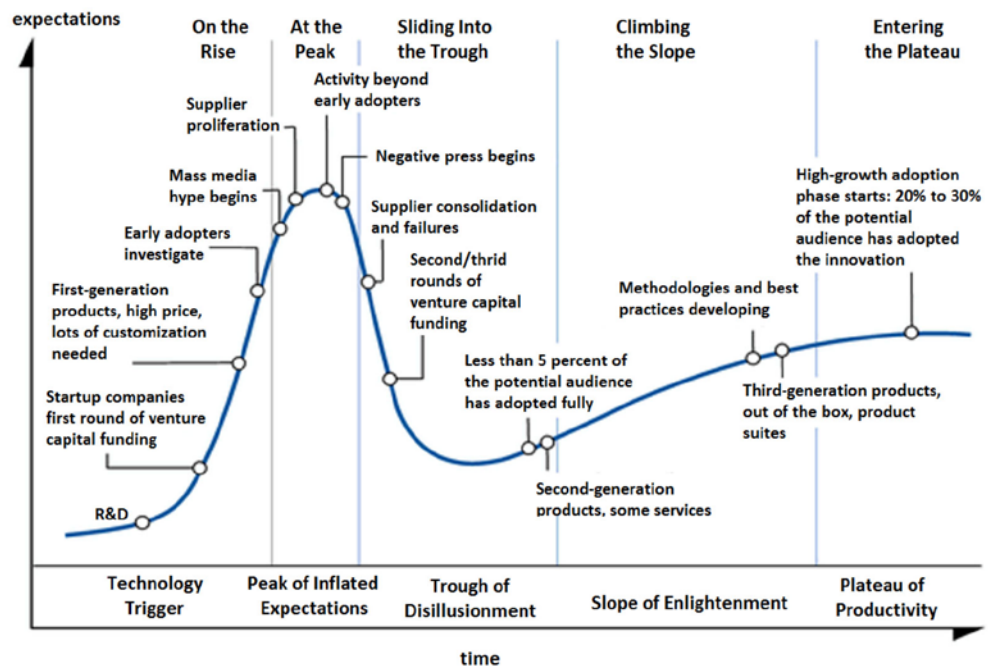 expectations
On the
Rise
At the
Peak
Sliding Into
the Trough
Climbing
the Slope
Entering
the Plateau
Activity beyond
early adopters
Supplier
proliferation
Negative press begins
Mass media
hype begins
High-growth adoption
phase starts: 20% to 30%
of the potential
audience has adopted
the innovation
Supplier consolidation
and failures
Early adopters
investigate
Second/thrid
rounds of
venture capital
funding
First-generation
products, high price,
lots of customization
needed
Methodologies and best
practices developing
Less than 5 percent of
the potential audience
has adopted fully
Third-generation products,
out of the box, product
suites
Startup companies
first round of venture
capital funding
Second-generation
products, some services
R&D
Technology
Trigger
Peak of Inflated
Expectations
Trough of
Disillusionment
Slope of Enlightenment
Plateau of
Productivity
time